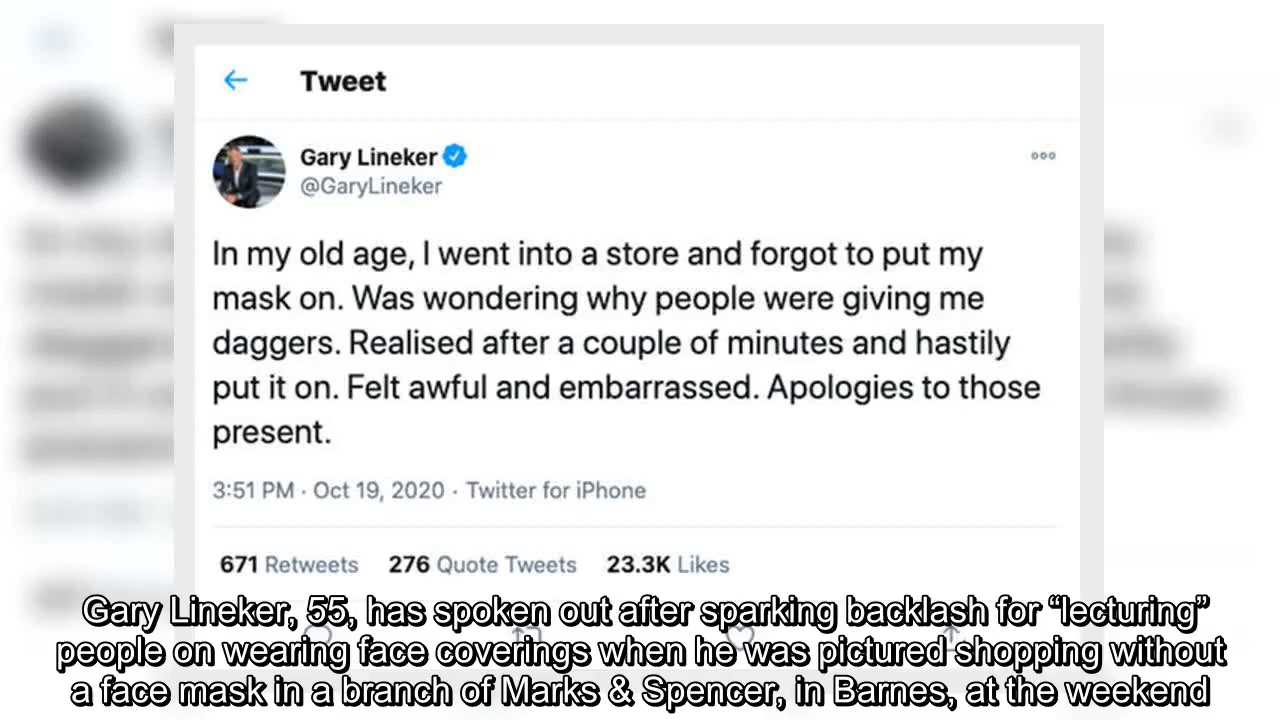 Tweet
Gary Lineker
@GaryLineker
In my old age, I went into a store and forgot to put my
mask on. Was wondering why people were giving me
daggers. Realised after a couple of minutes and hastily
put it on. Felt awful and embarrassed. Apologies to those
present.
3:51 PM · Oct 19, 2020 · Twitter for iPhone
671 Retweets 276 Quote Tweets 23.3K Likes
Gary Lineker, 55, has spoken out after sparking backlash for “lecturing”
people on wearing face coverings when he was pictured shopping without
a face mask in a branch of Marks & Spencer, in Barnes, at the weekend